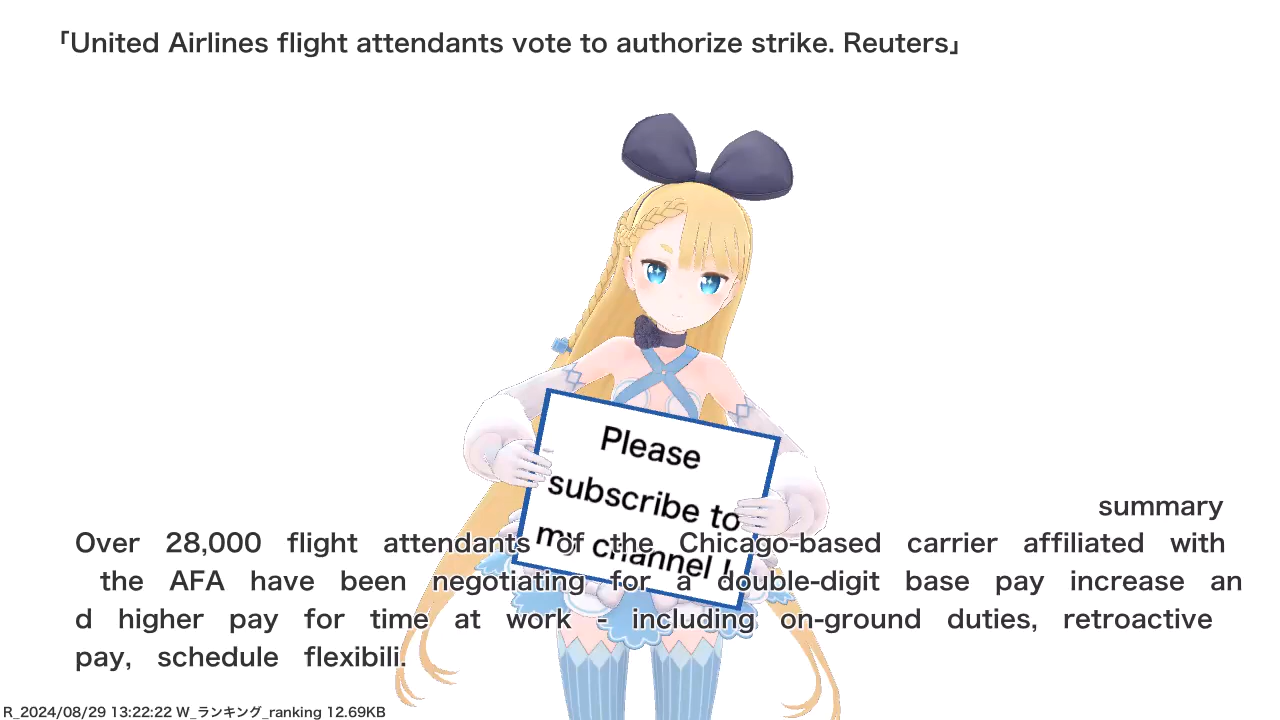 「United Airlines flight attendants vote to authorize strike. Reuters」
Please
subscribe to
my channel !
summary
Over 28,000 flight attendants of the Chicago-based carrier affiliated with
the AFA have been negotiating for a double-digit base pay increase an
d higher pay for time at work - including on-ground duties, retroactive
pay, schedule flexibili.
R_2024/08/29 13:22:22 W_ランキング_ranking 12.69KB